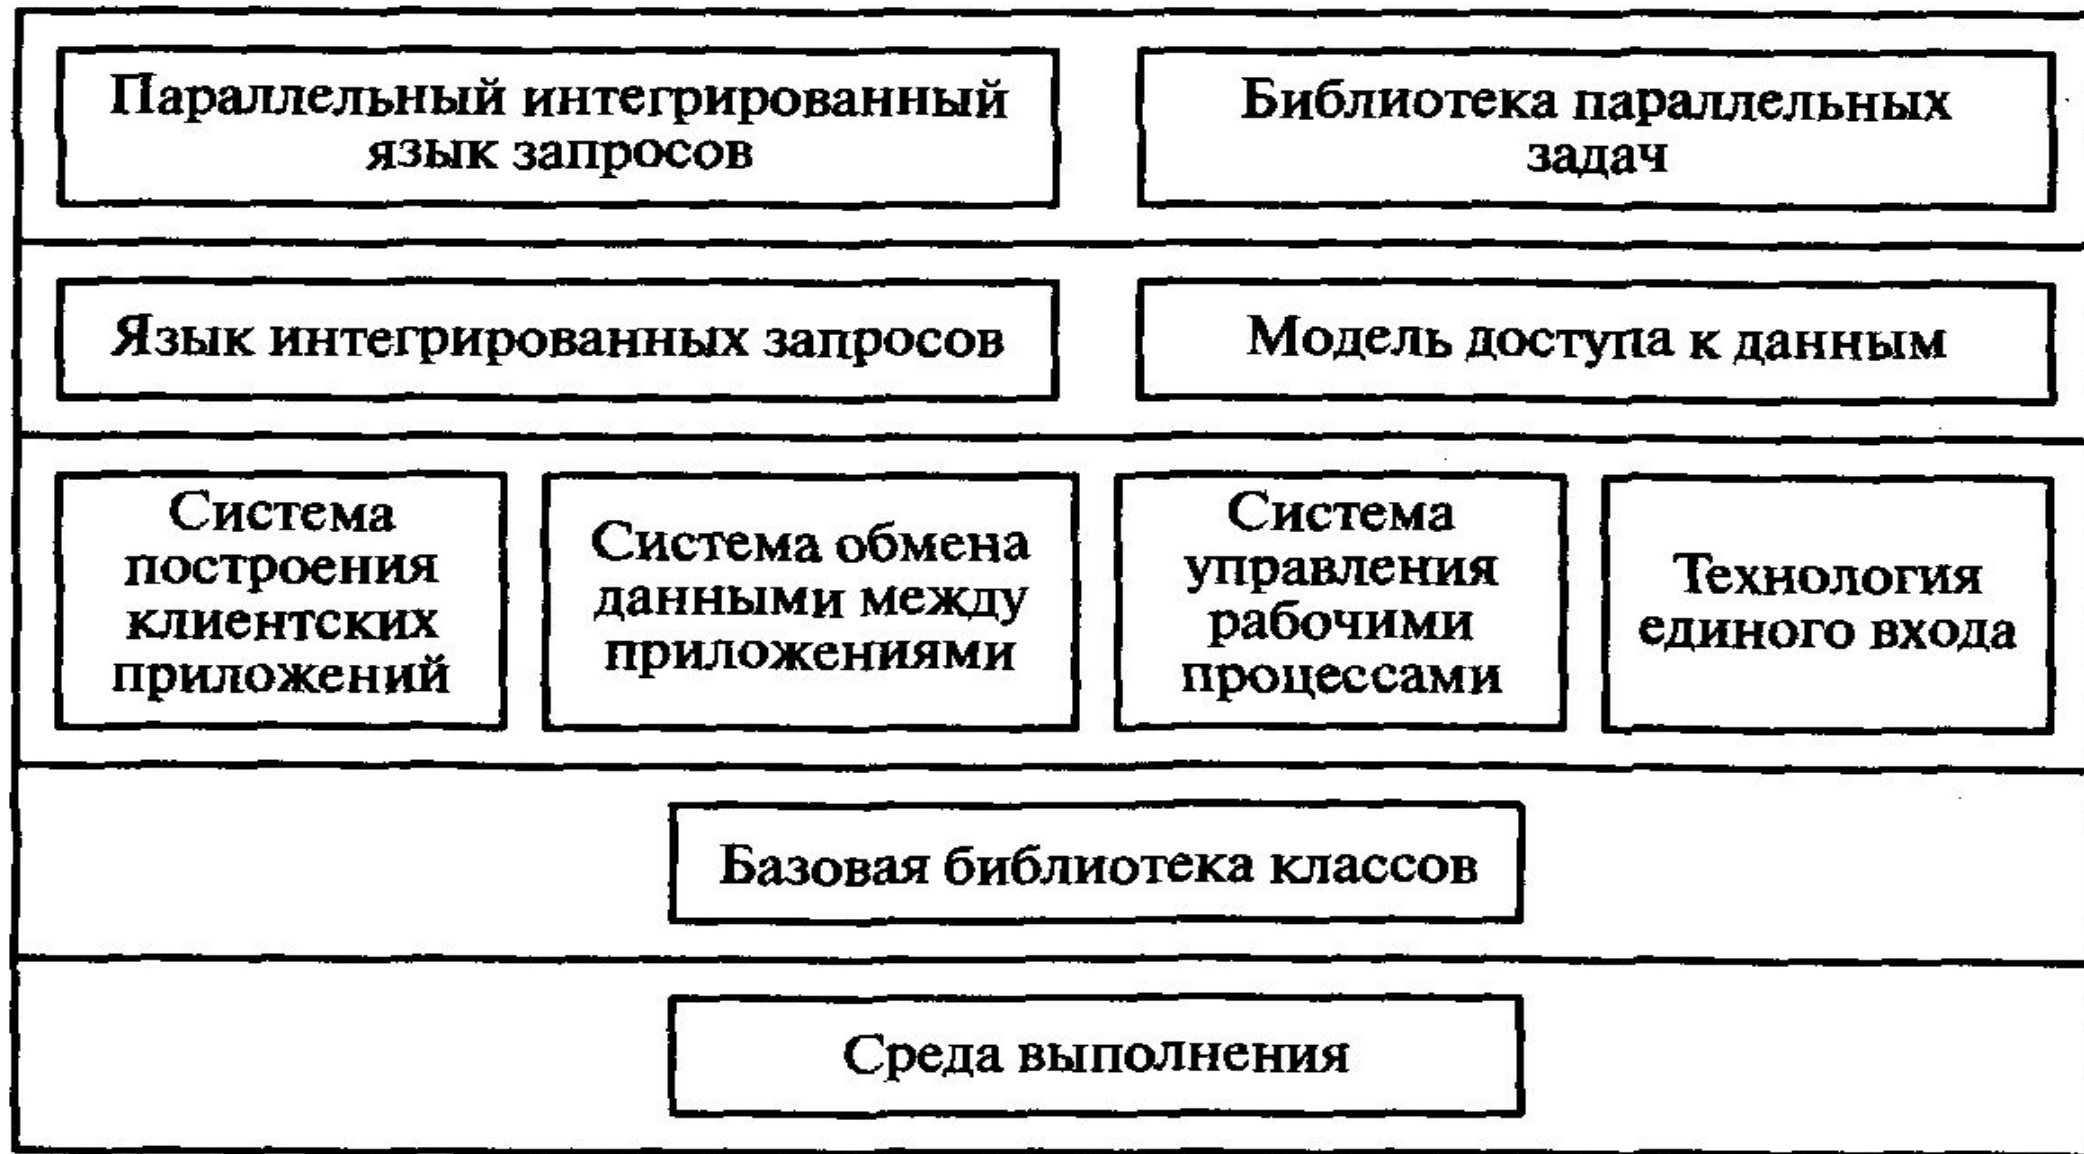 Параллельный интегрированный
язык запросов
Библиотека параллельных
задач
Язык интегрированных запросов
Модель доступа к данным
Система
построения
клиентских
приложений
Система обмена
данными между
приложениями
Система
управления
рабочими
процессами
Технология
единого входа
Базовая библиотека классов
Среда выполнения